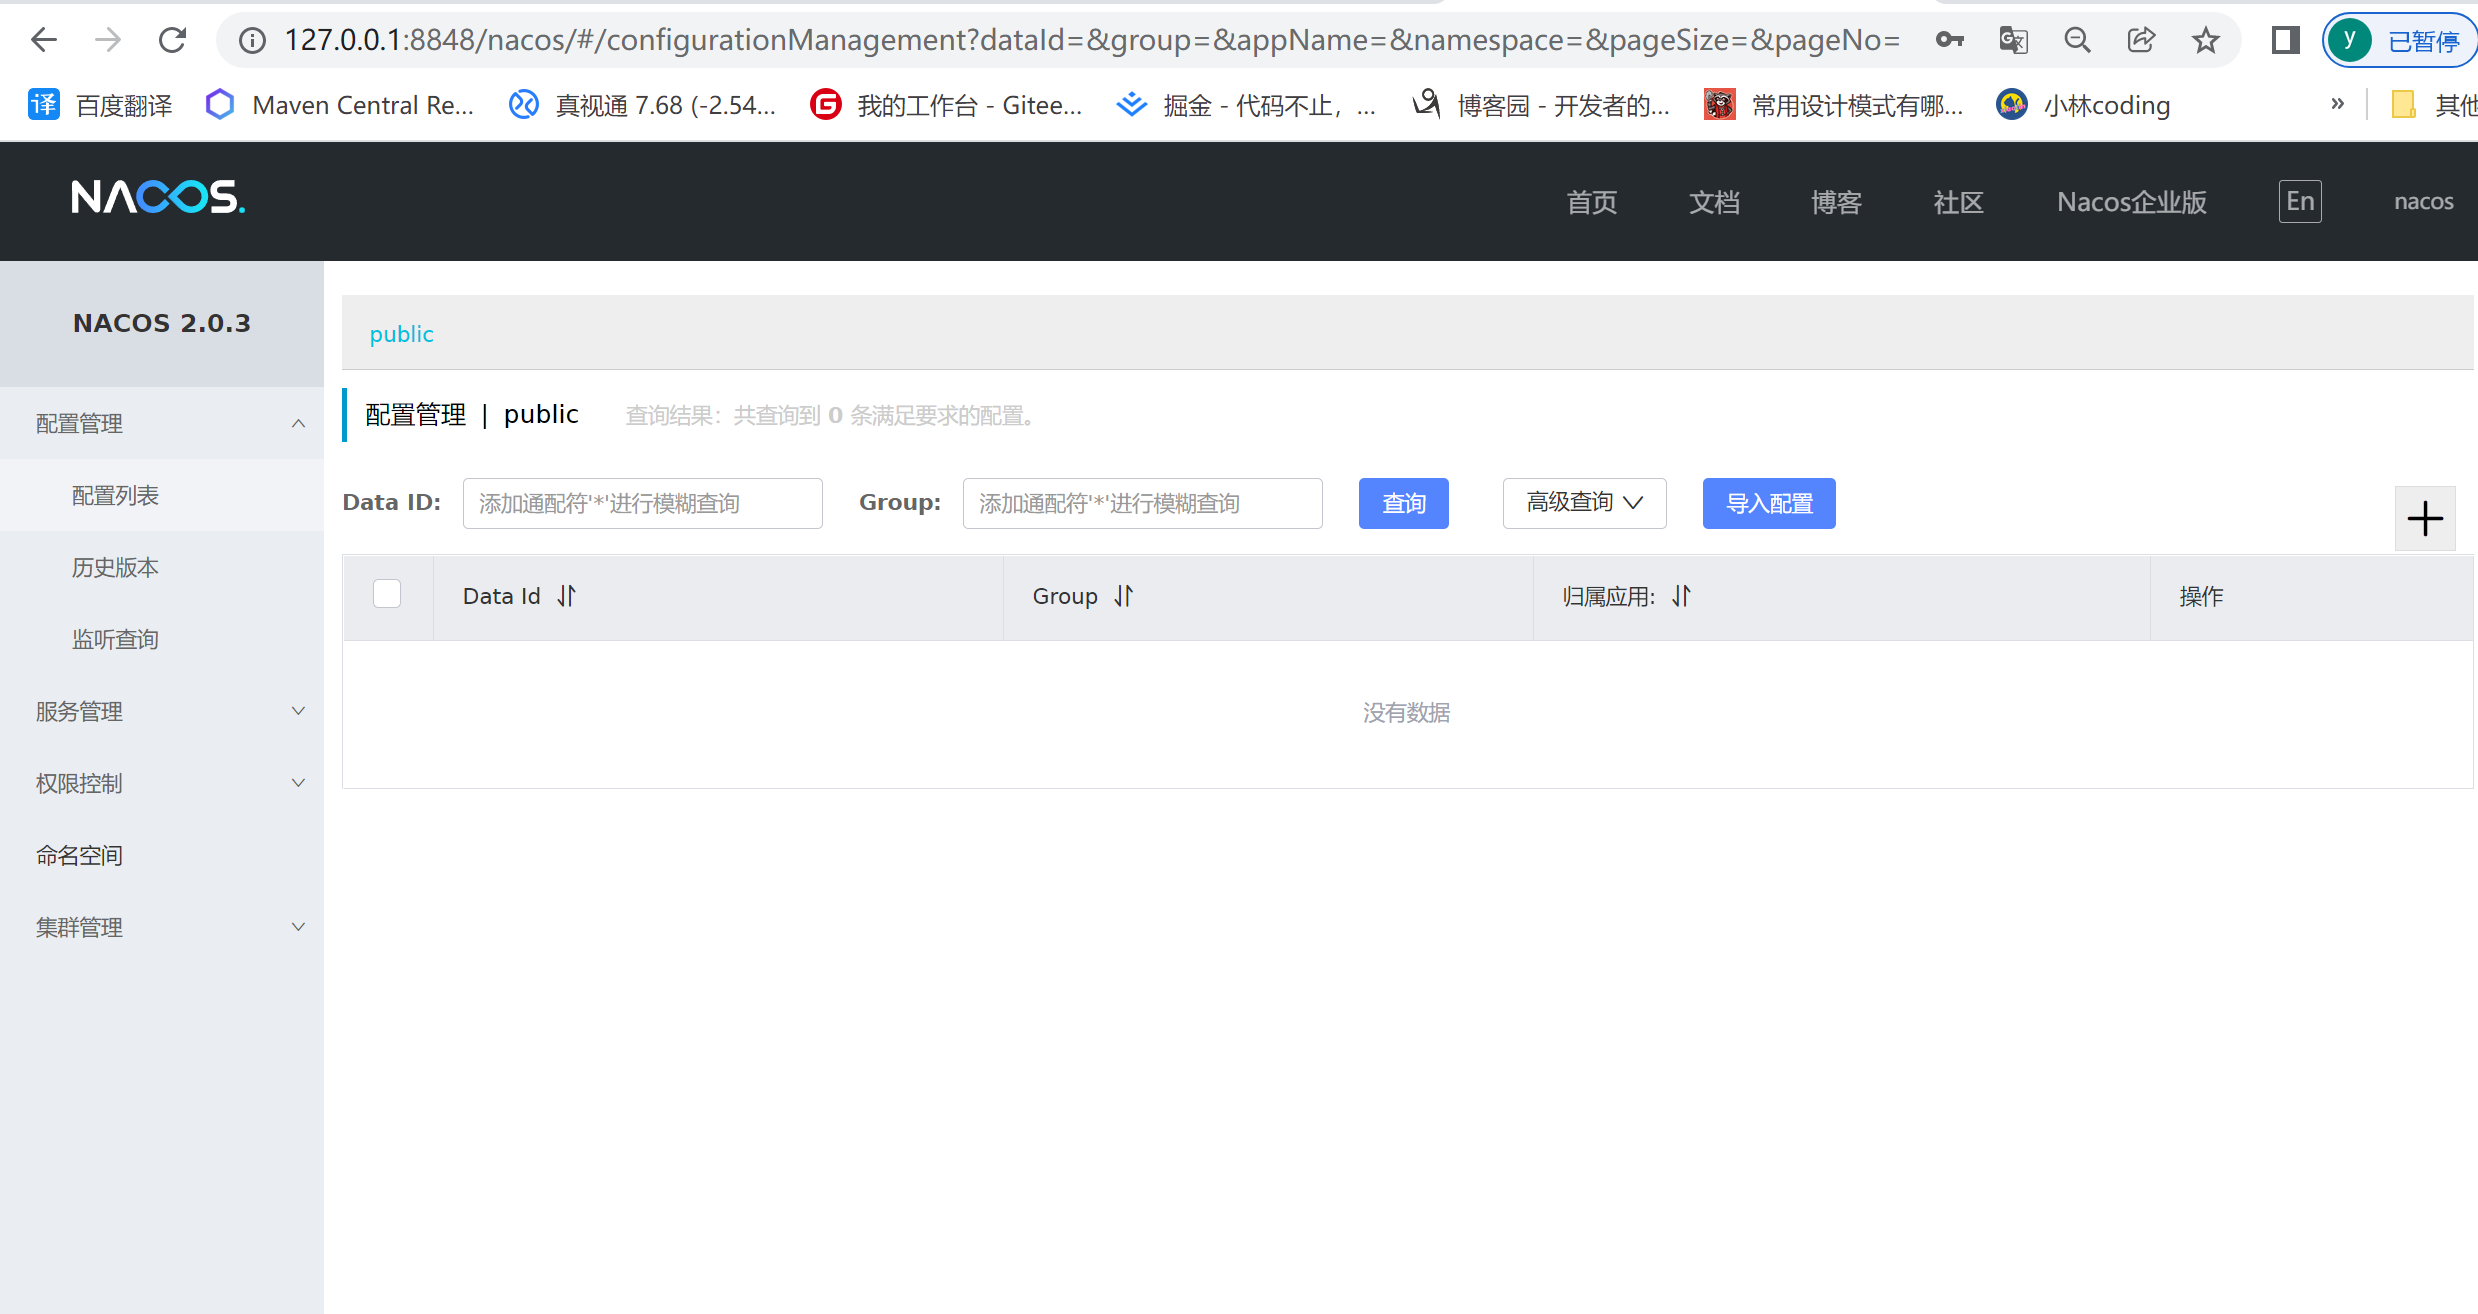 127.0.0.1:8848/nacos/#/configurationManagement?dataId=&group=&appName=&namespace=&pageSize=&pageNo=
y 已暂停
译 百度翻译 Maven Central Re... 真视通 7.68 (-2.54... 我的工作台 - Gitee... 掘金 - 代码不止，... 博客园 - 开发者的... 常用设计模式有哪... 小林coding » 其他
NACOS. 首页 文档 博客 社区 Nacos企业版 En nacos
NACOS 2.0.3
配置管理
配置列表
历史版本
监听查询
服务管理
权限控制
命名空间
集群管理
public
配置管理 | public 查询结果：共查询到 0 条满足要求的配置。
Data ID: 添加通配符'*'进行模糊查询 Group: 添加通配符'*'进行模糊查询 查询 高级查询 导入配置
Data Id Group 归属应用: 操作
没有数据